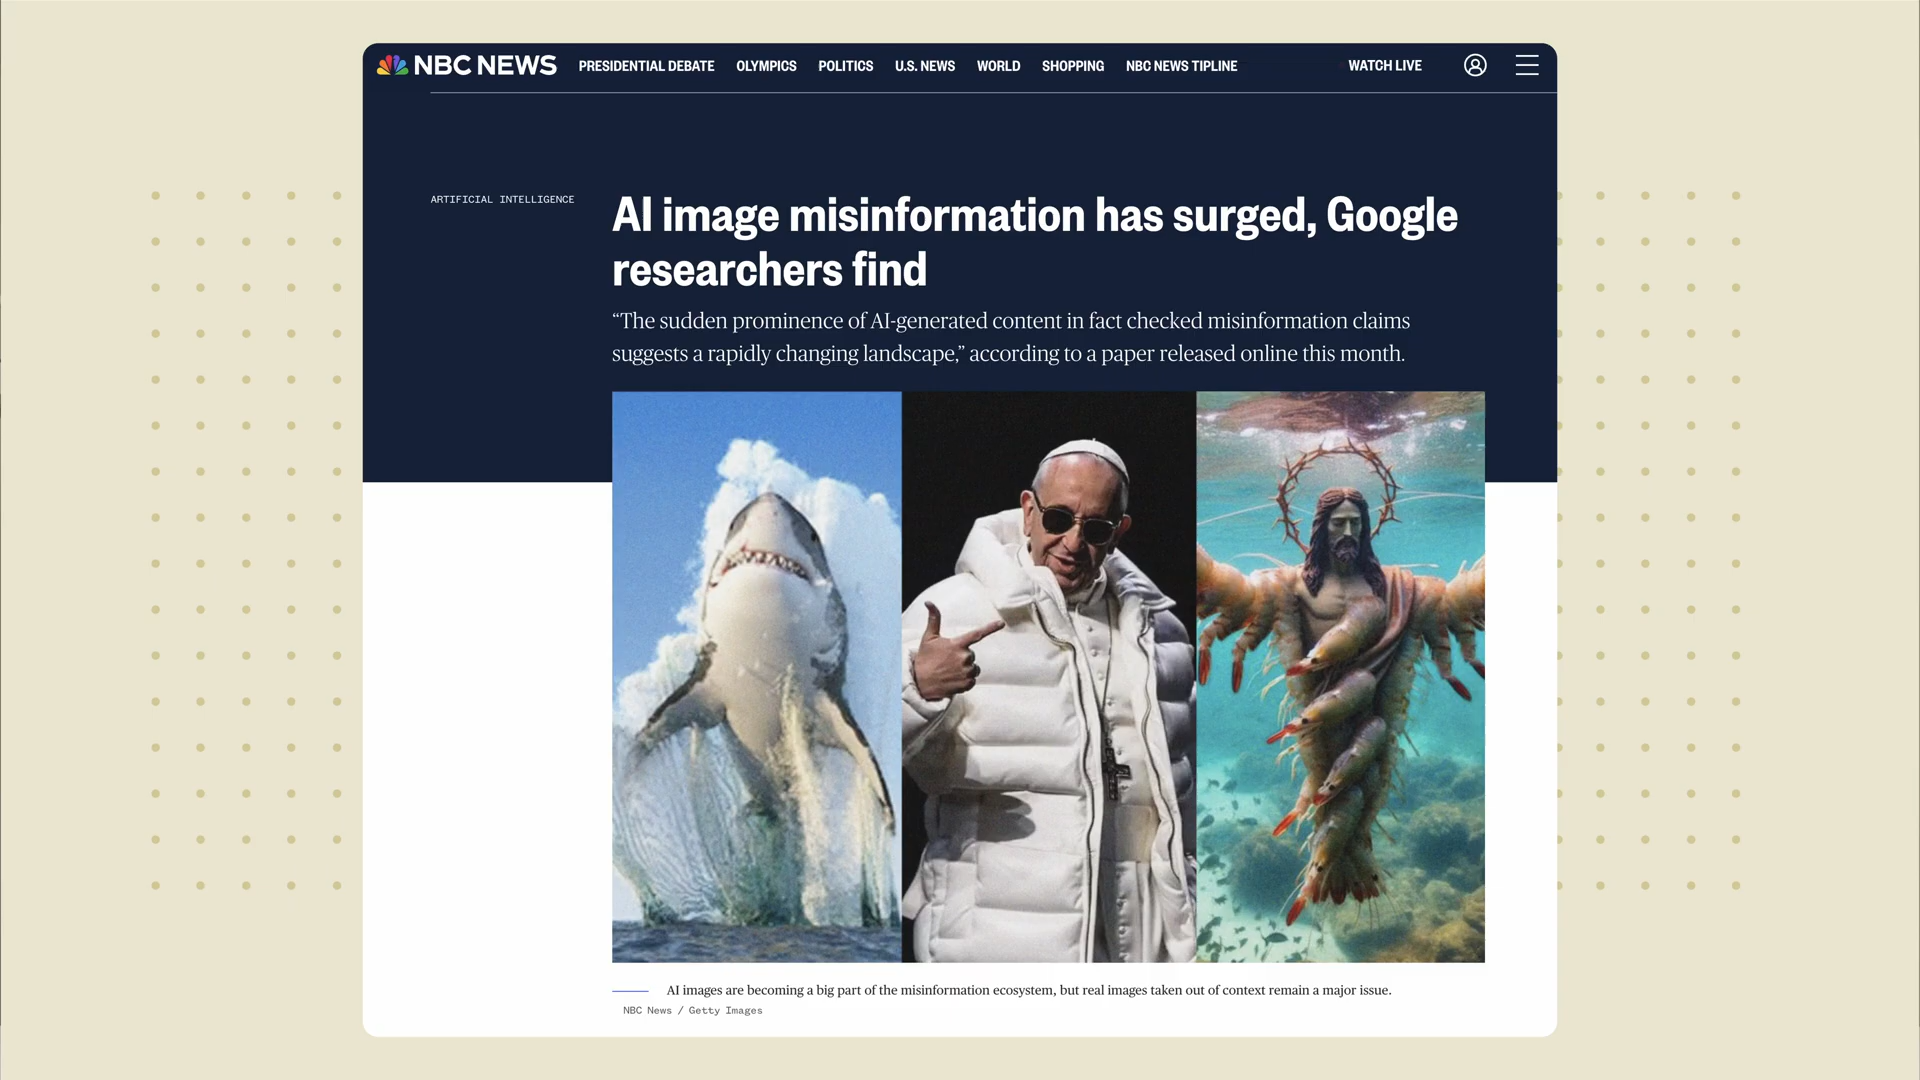 NBC NEWS PRESIDENTIAL DEBATE OLYMPICS POLITICS U.S. NEWS WORLD SHOPPING NBC NEWS TIPLINE WATCH LIVE
ARTIFICIAL INTELLIGENCE
AI image misinformation has surged, Google
researchers find
“The sudden prominence of AI-generated content in fact checked misinformation claims
suggests a rapidly changing landscape,” according to a paper released online this month.
AI images are becoming a big part of the misinformation ecosystem, but real images taken out of context remain a major issue.
NBC News / Getty Images